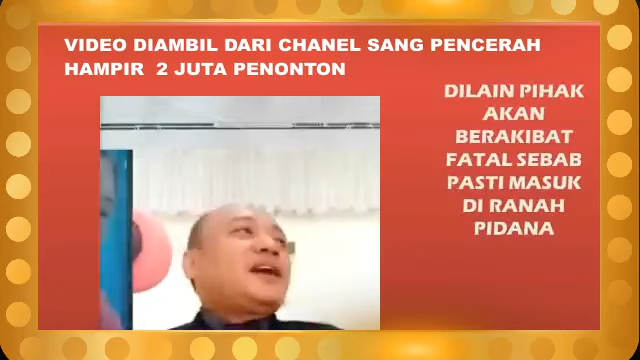 VIDEO DIAMBIL DARI CHANEL SANG PENCERAH
HAMPIR 2 JUTA PENONTON
DILAIN PIHAK
AKAN
BERAKIBAT
FATAL SEBAB
PASTI MASUK
DI RANAH
PIDANA